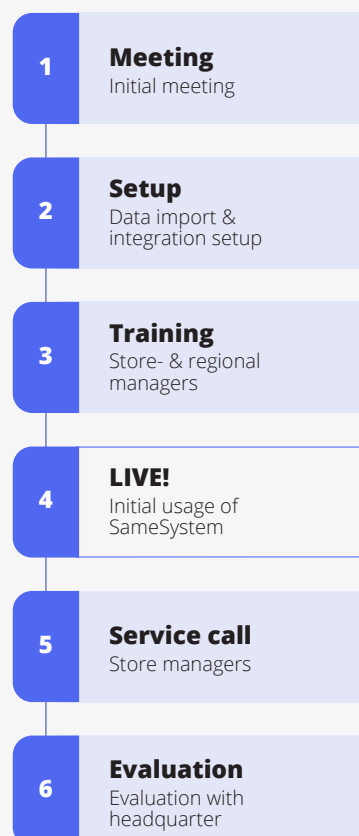 1
Meeting
Initial meeting
2
Setup
Data import &
integration setup
3
Training
Store- & regional
managers
4
LIVE!
Initial usage of
SameSystem
5
Service call
Store managers
6
Evaluation
Evaluation with
headquarter